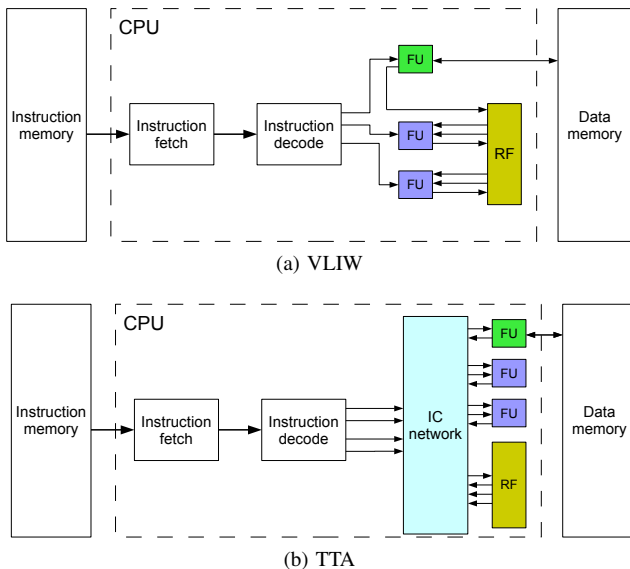 CPU
FU
Instruction
memory
Instruction
fetch
Instruction
decode
FU
FU
RF
Data
memory
(a) VLIW
CPU
FU
FU
FU
Instruction
memory
Instruction
fetch
Instruction
decode
IC
network
RF
Data
memory
(b) TTA